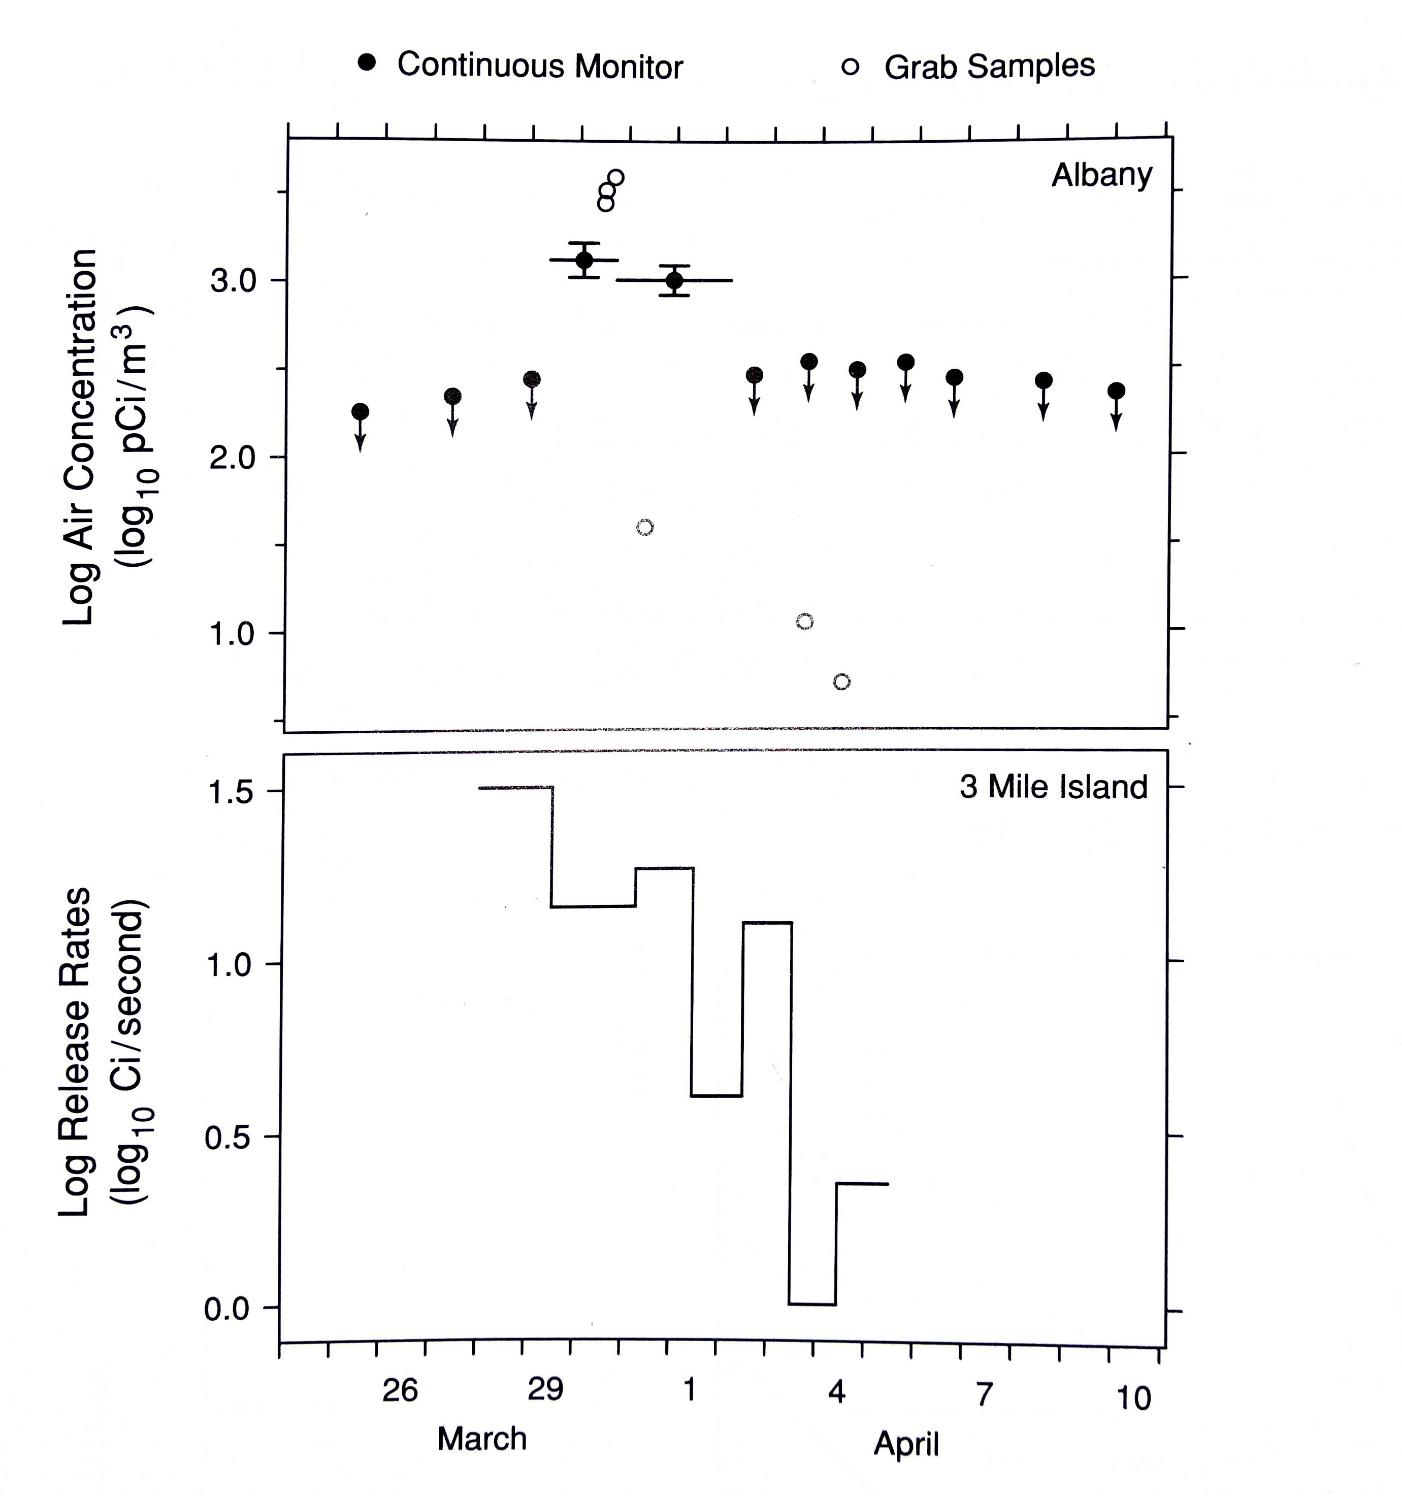 Continuous Monitor
Grab Samples
Albany
Log Air Concentration
(log10 pCi/m3)
3.0
2.0
1.0
3 Mile Island
Log Release Rates
(log10 Ci/second)
1.5
1.0
0.5
0.0
26 29 1 4 7 10
March April